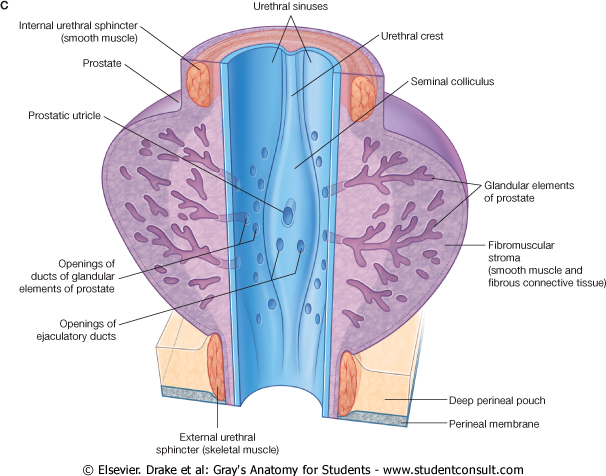 C
Urethral sinuses
Internal urethral sphincter
(smooth muscle)
Urethral crest
Prostate
Seminal colliculus
Prostatic utricle
Glandular elements
of prostate
Openings of
ducts of glandular
elements of prostate
Fibromuscular
stroma
(smooth muscle and
fibrous connective tissue)
Openings of
ejaculatory ducts
Deep perineal pouch
Perineal membrane
External urethral
sphincter (skeletal muscle)
© Elsevier. Drake et al: Gray's Anatomy for Students - www.studentconsult.com